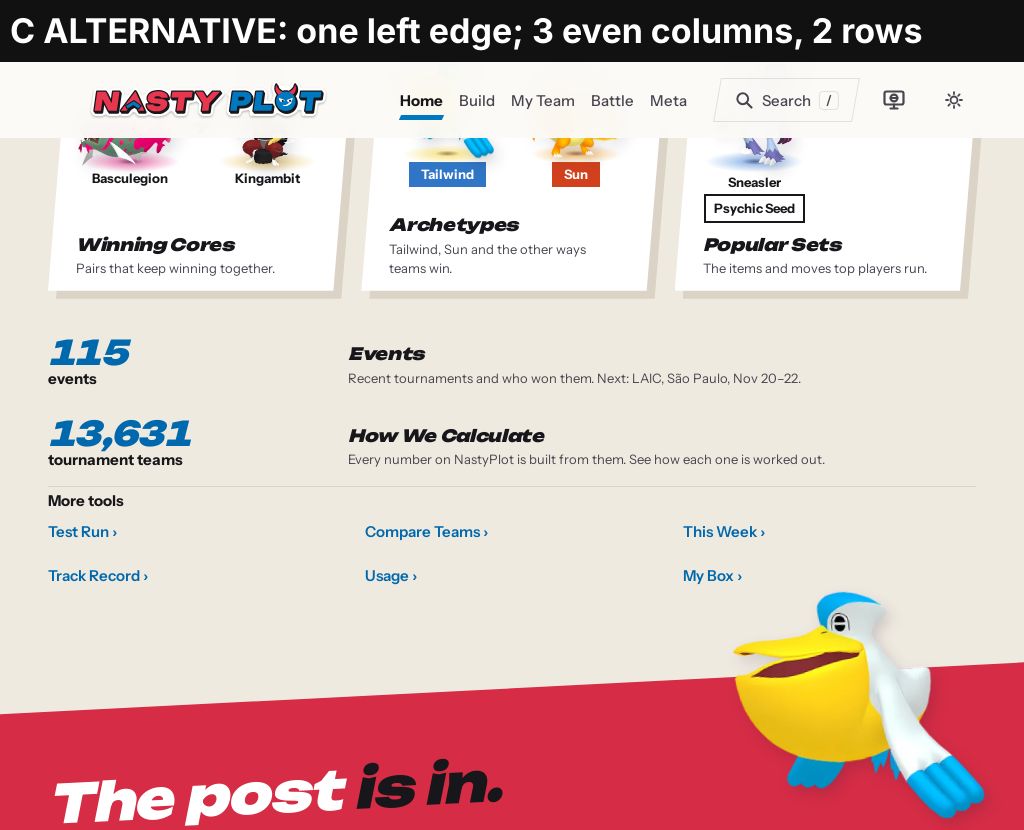 C ALTERNATIVE: one left edge; 3 even columns, 2 rows
NASTY PLOT
Home Build My Team Battle Meta Search /
Basculegion Kingambit
Tailwind Sun
Sneasler
Psychic Seed
Winning Cores
Pairs that keep winning together.
Archetypes
Tailwind, Sun and the other ways
teams win.
Popular Sets
The items and moves top players run.
115
events
Events
Recent tournaments and who won them. Next: LAIC, São Paulo, Nov 20–22.
13,631
tournament teams
How We Calculate
Every number on NastyPlot is built from them. See how each one is worked out.
More tools
Test Run › Compare Teams › This Week ›
Track Record › Usage › My Box ›
The post is in.